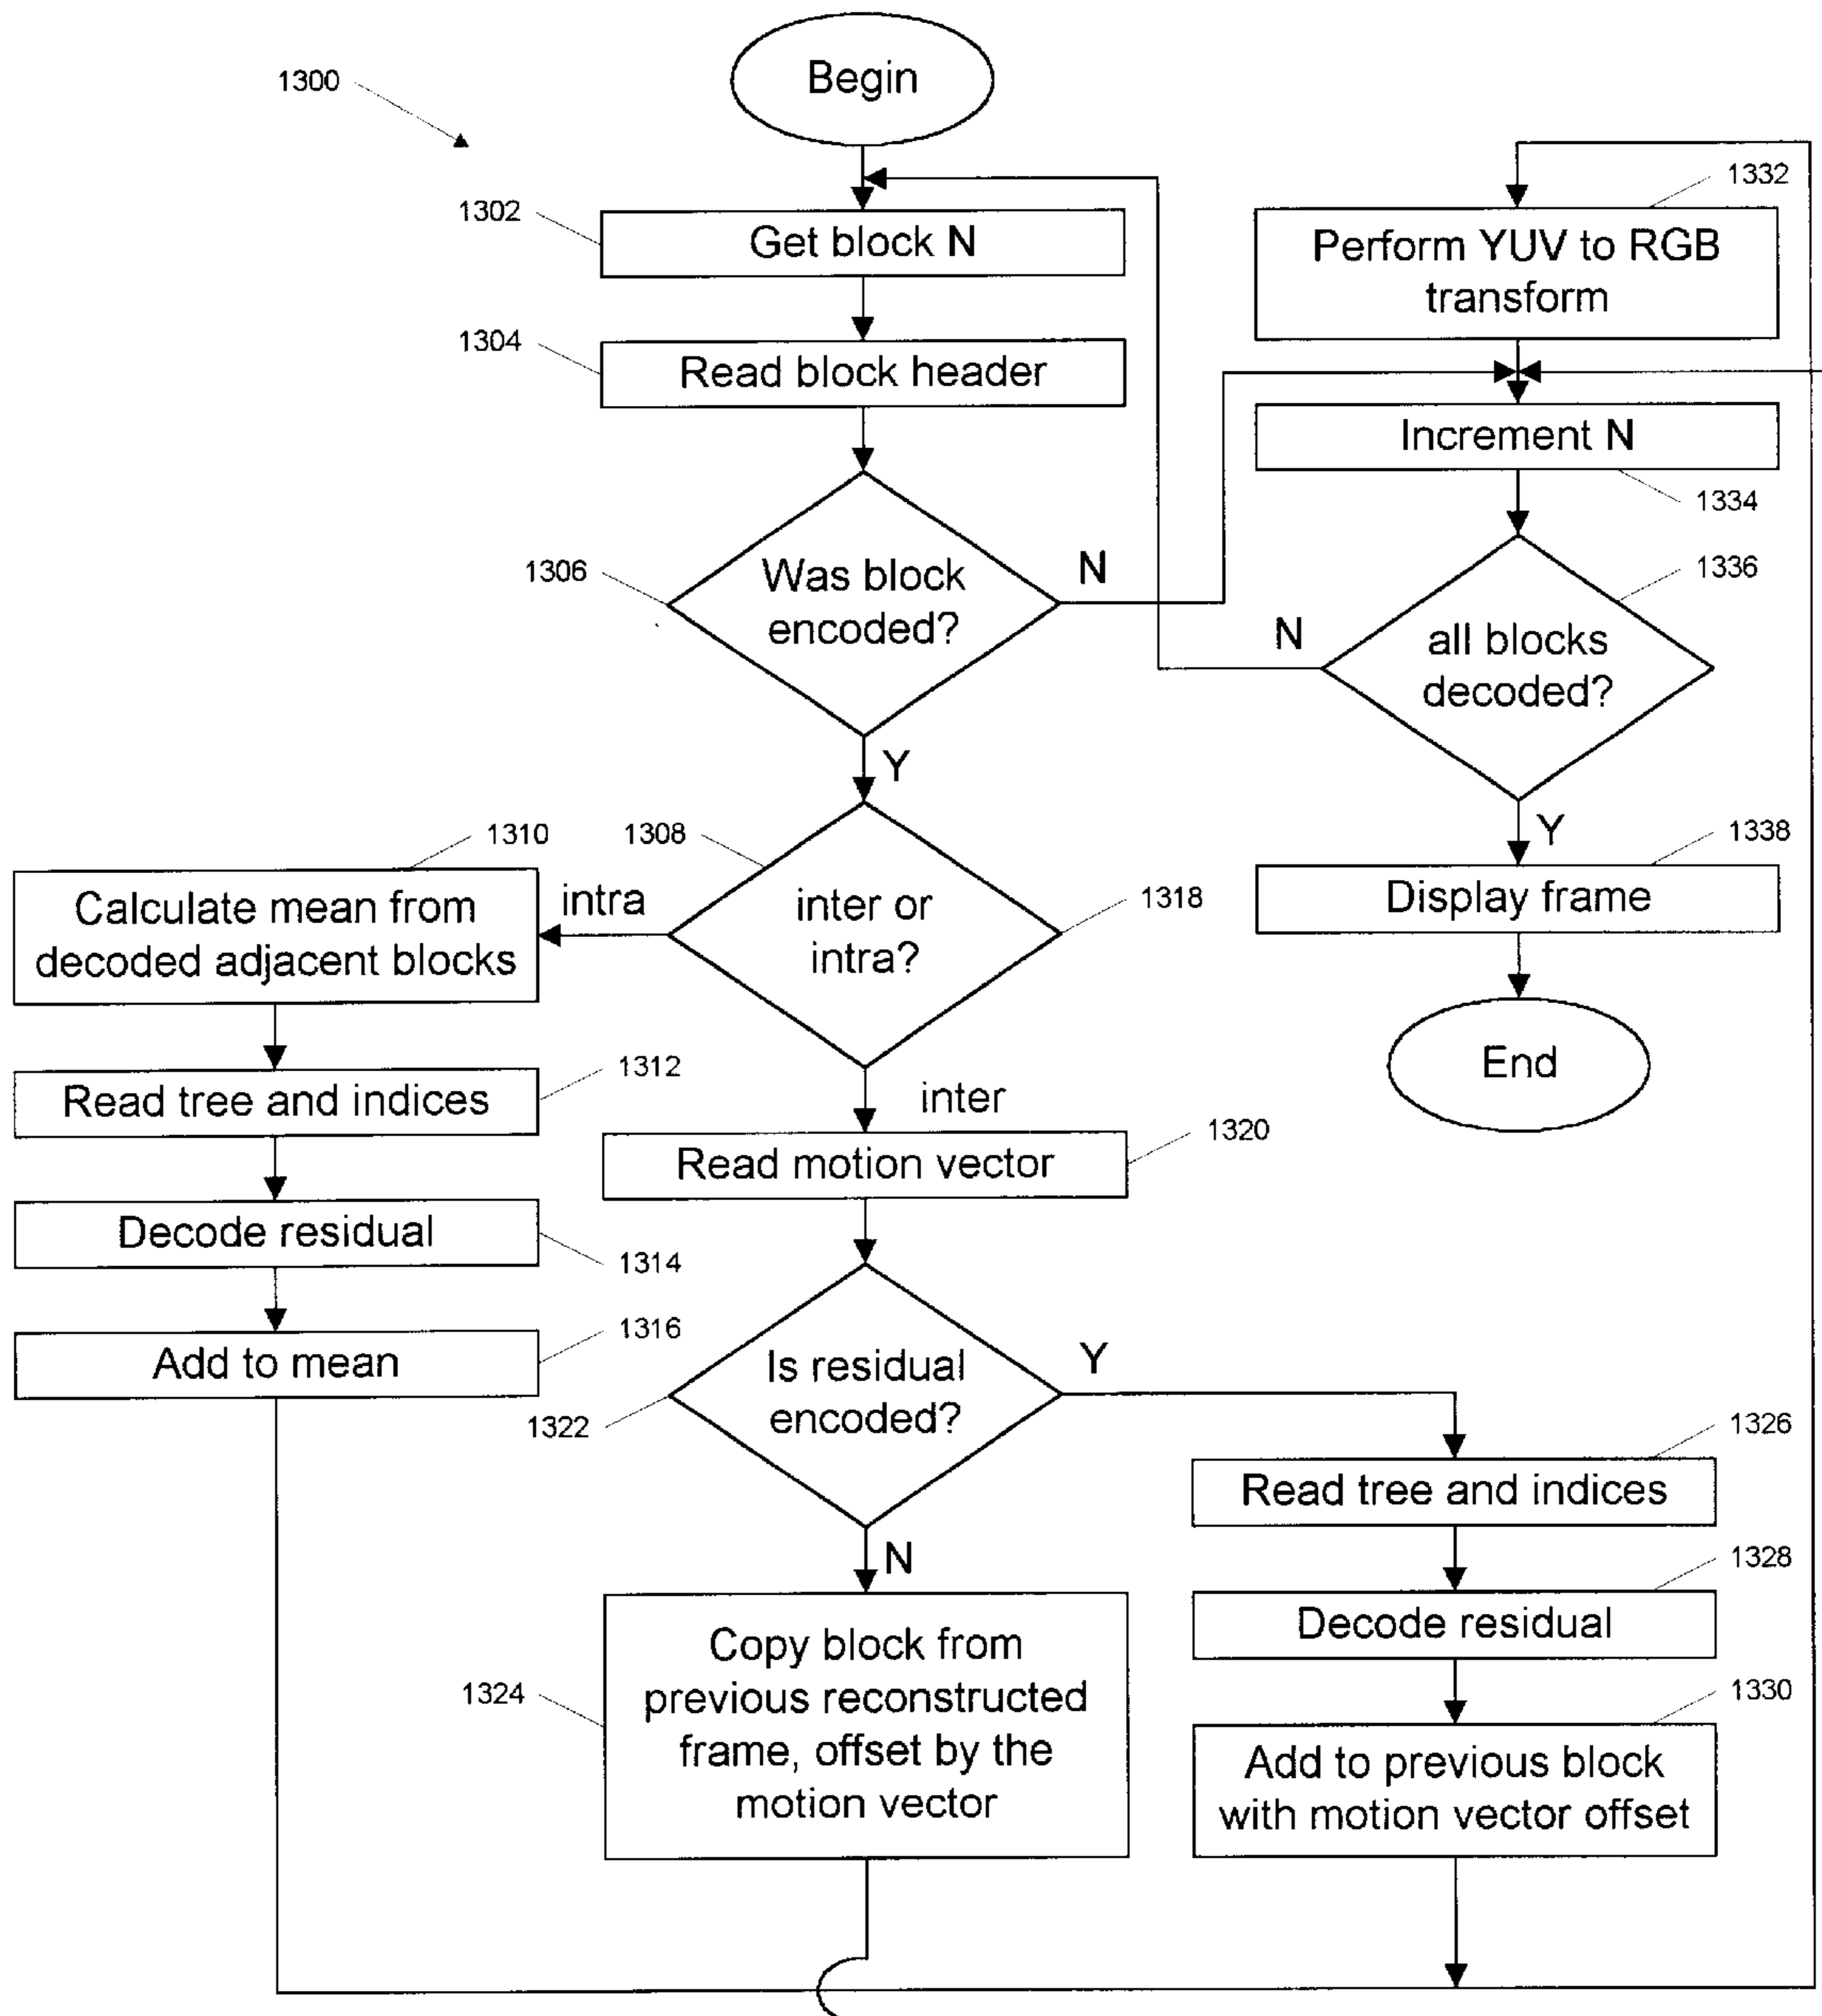 1300
Begin
1302
Get block N
1304
Read block header
1306
Was block
encoded?
N
Y
1308
inter or
intra?
1318
intra
1310
Calculate mean from
decoded adjacent blocks
1312
Read tree and indices
Decode residual
1314
1316
Add to mean
inter
1320
Read motion vector
1322
Is residual
encoded?
Y
N
1324
Copy block from
previous reconstructed
frame, offset by the
motion vector
1326
Read tree and indices
1328
Decode residual
1330
Add to previous block
with motion vector offset
1332
Perform YUV to RGB
transform
Increment N
1334
1336
all blocks
decoded?
N
Y
1338
Display frame
End